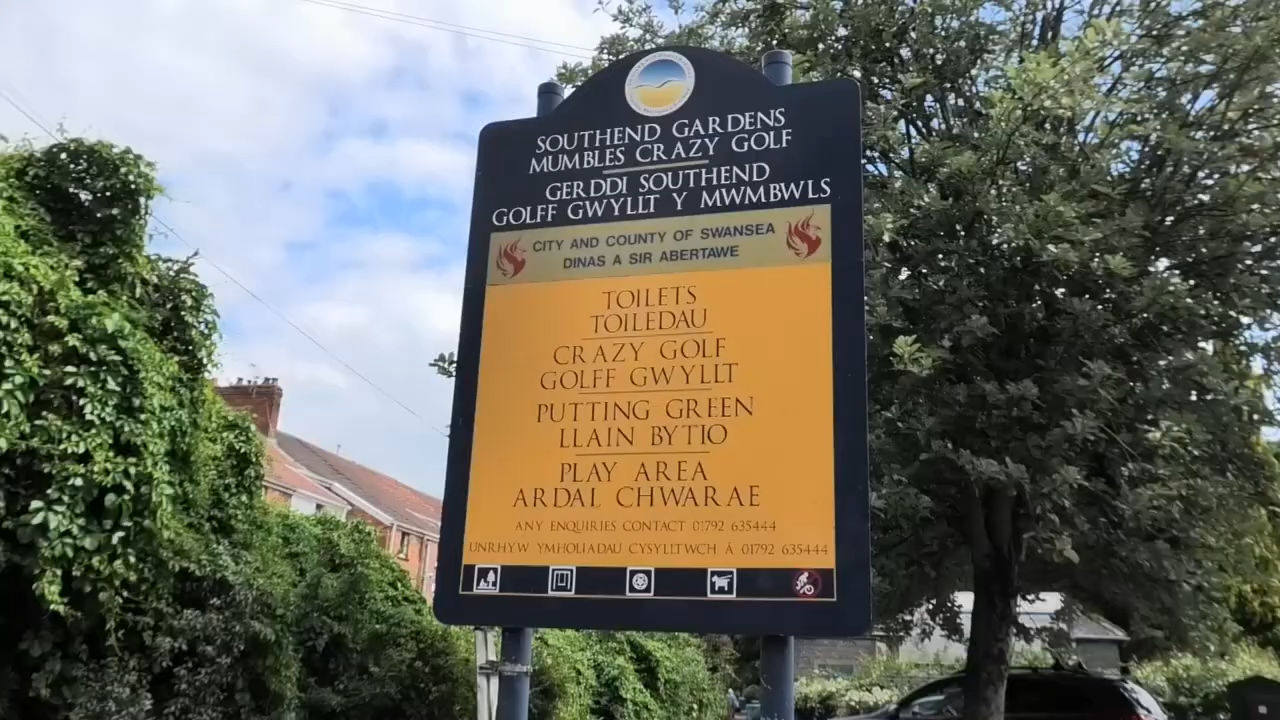 SOUTHEND GARDENS
MUMBLES CRAZY GOLF
GERDDI SOUTHEND
GOLFF GWYLLT Y MWMBWLS
CITY AND COUNTY OF SWANSEA
DINAS A SIR ABERTAWE
TOILETS
TOILEDAU
CRAZY GOLF
GOLFF GWYLLT
PUTTING GREEN
LLAIN BYTIO
PLAY AREA
ARDAL CHWARAE
ANY ENQUIRIES CONTACT 01792 635444
UNRHYW YMHOLIADAU CYSYLLTWCH Â 01792 635444